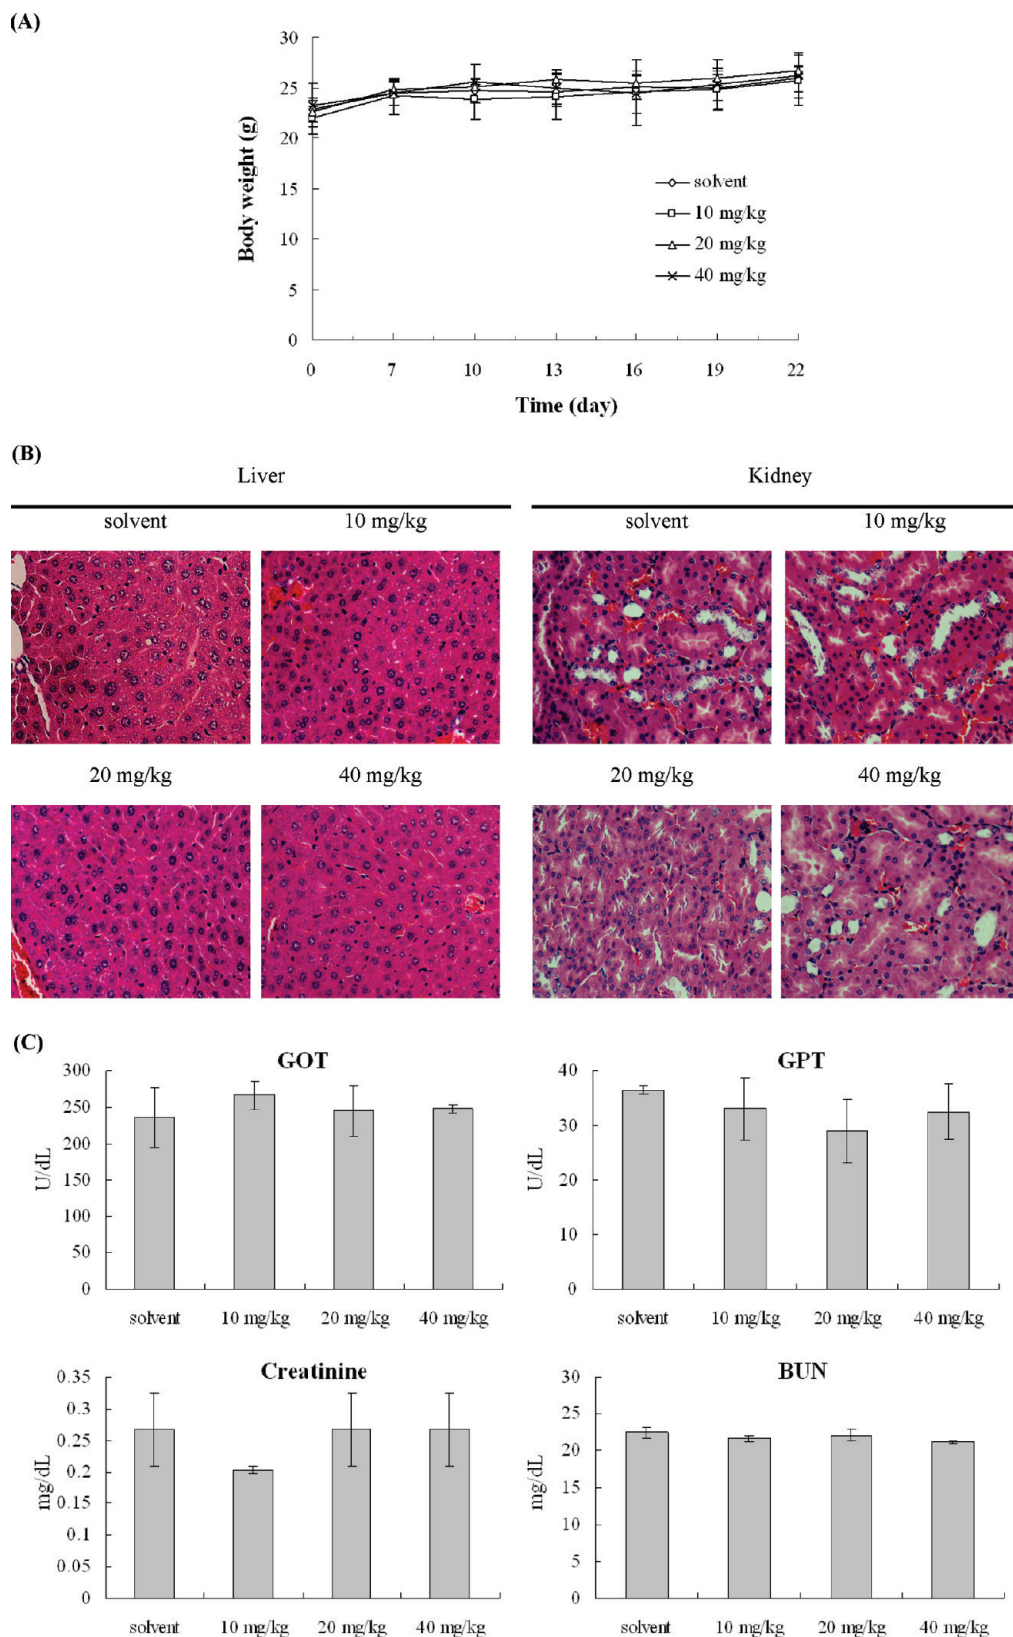 (A)
30
25
20
15
10
5
0
Body weight (g)
solvent
10 mg/kg
20 mg/kg
40 mg/kg
0 7 10 13 16 19 22
Time (day)
(B)
Liver Kidney
solvent 10 mg/kg solvent 10 mg/kg
20 mg/kg 40 mg/kg 20 mg/kg 40 mg/kg
(C)
GOT
300
250
200
150
100
50
0
U/dL
solvent 10 mg/kg 20 mg/kg 40 mg/kg
GPT
40
30
20
10
0
U/dL
solvent 10 mg/kg 20 mg/kg 40 mg/kg
Creatinine
0.35
0.3
0.25
0.2
0.15
0.1
0.05
0
mg/dL
solvent 10 mg/kg 20 mg/kg 40 mg/kg
BUN
30
25
20
15
10
5
0
mg/dL
solvent 10 mg/kg 20 mg/kg 40 mg/kg